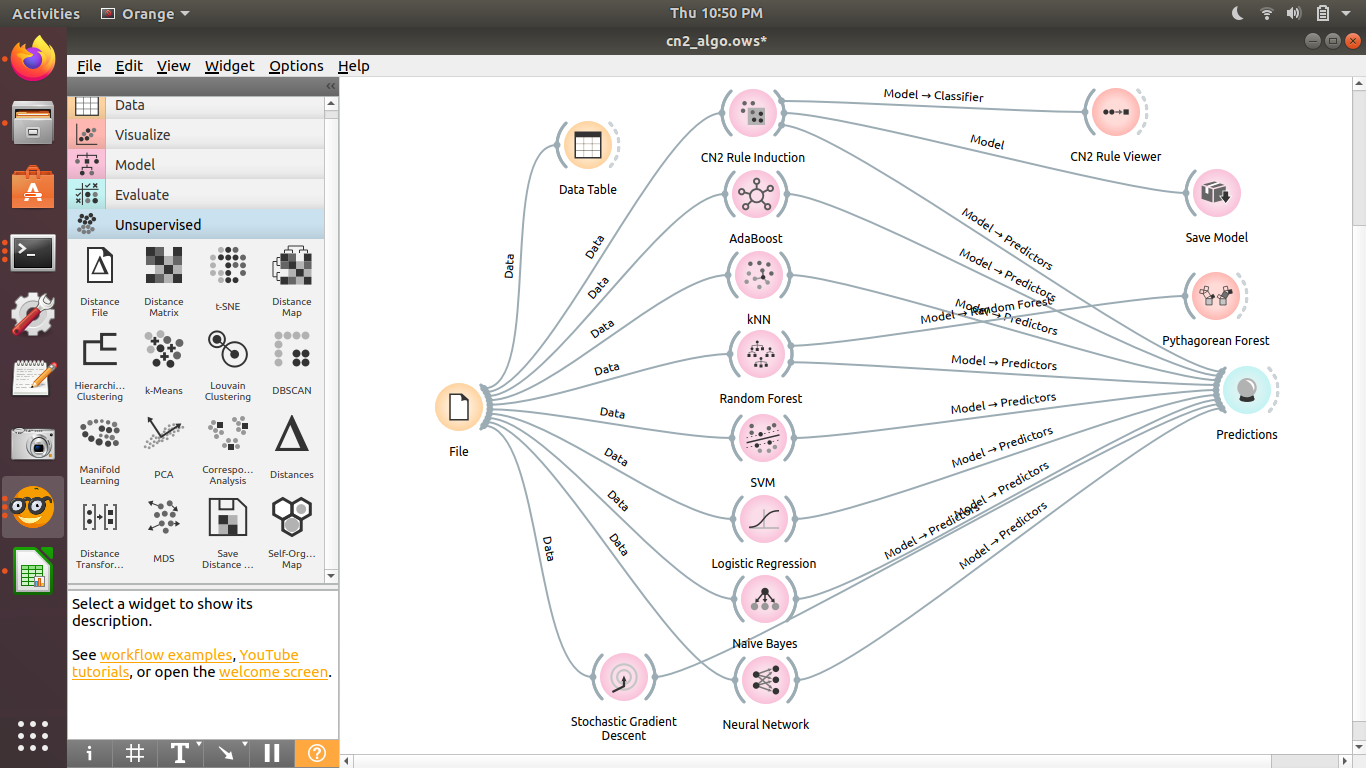 Activities
Orange
Thu 10:50 PM
cn2_algo.ows*
File Edit View Widget Options Help
Data
Visualize
Model
Evaluate
Unsupervised
Distance
File
Distance
Matrix
t-SNE
Distance
Map
Hierarchi...
Clustering
k-Means
Louvain
Clustering
DBSCAN
Manifold
Learning
PCA
Correspo...
Analysis
Distances
Distance
Transfor...
MDS
Save
Distance ...
Self-Org...
Map
Select a widget to show its
description.
See workflow examples, YouTube
tutorials, or open the welcome screen.
File
Data Table
Data
Data
Data
Data
Data
Data
Data
Data
Data
Data
CN2 Rule Induction
AdaBoost
kNN
Random Forest
SVM
Logistic Regression
Naive Bayes
Neural Network
Stochastic Gradient
Descent
Model → Classifier
Model
Model → Predictors
Model → Predictors
Model → Predictors
Model → Random Forest
Model → Predictors
Model → Predictors
Model → Predictors
Model → Predictors
Model → Predictors
Model → Predictors
CN2 Rule Viewer
Save Model
Pythagorean Forest
Predictions